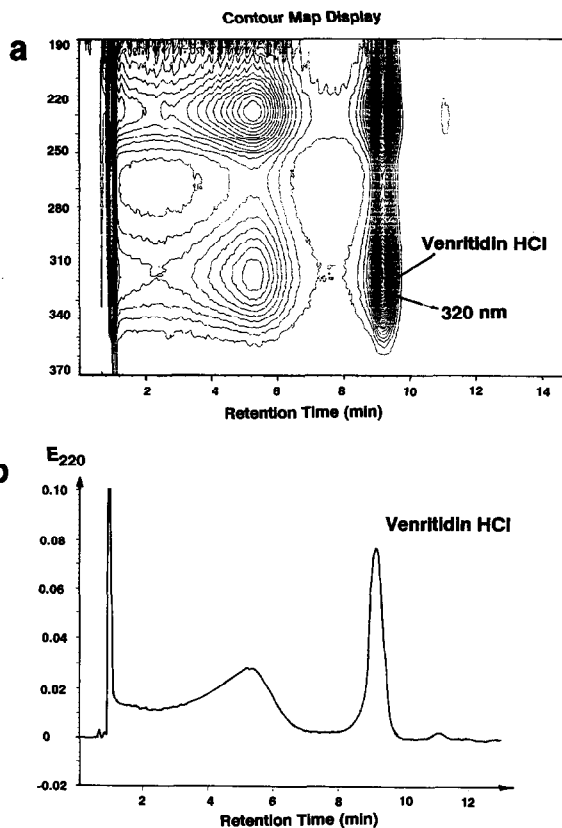 Contour Map Display
a
190
220
250
280
310
340
370
Venritidin HCl
320 nm
2 4 6 8 10 12 14
Retention Time (min)
b
E220
0.10
Venritidin HCl
0.08
0.06
0.04
0.02
0
-0.02
2 4 6 8 10 12
Retention Time (min)